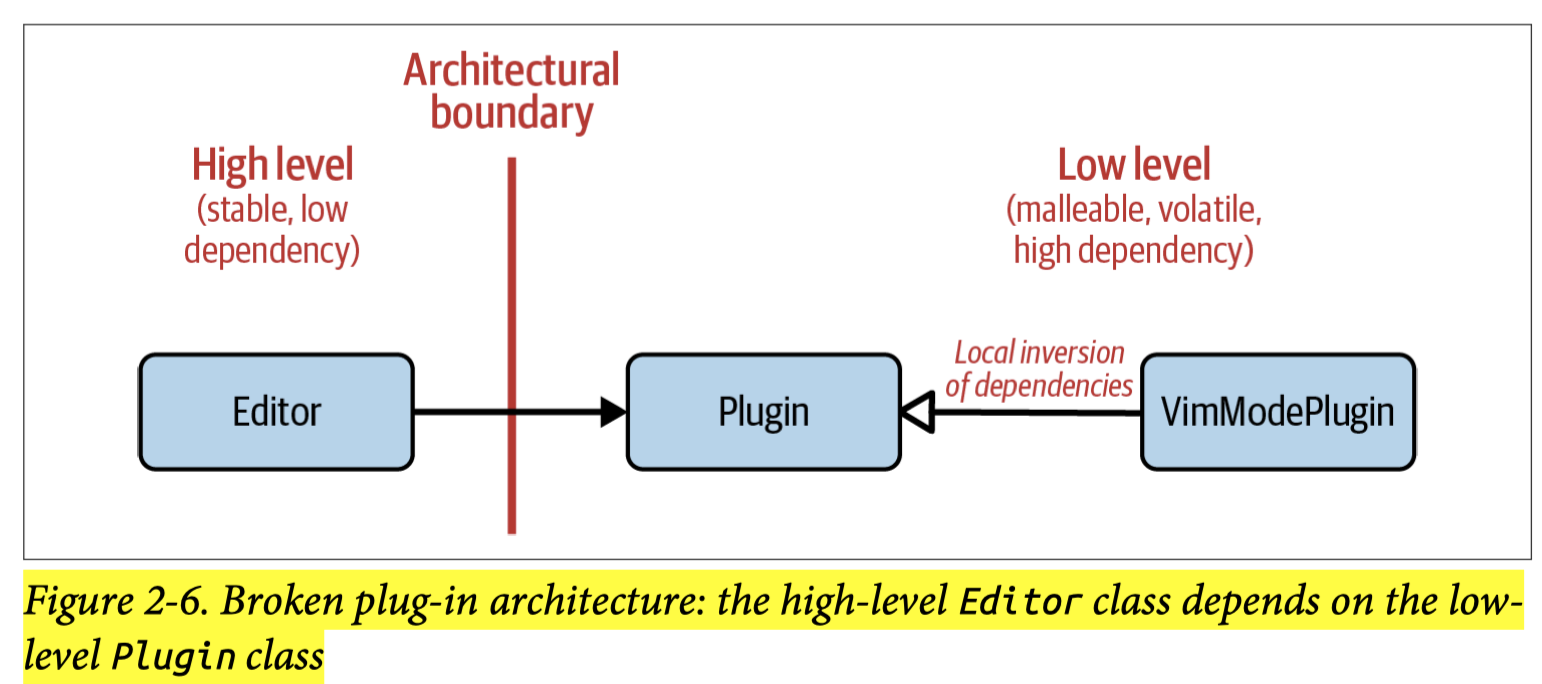 Architectural
boundary
High level
(stable, low
dependency)
Low level
(malleable, volatile,
high dependency)
Editor
Plugin
Local inversion
of dependencies
VimModePlugin
Figure 2-6. Broken plug-in architecture: the high-level Editor class depends on the low-
level Plugin class